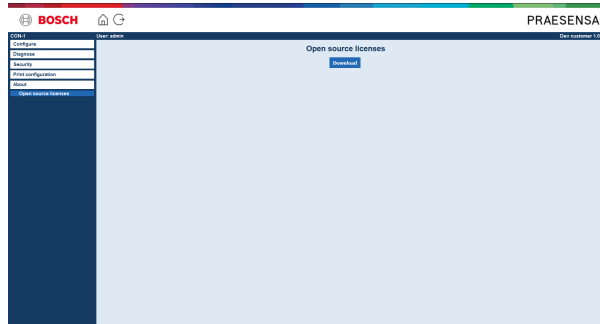 BOSCH
PRAESENSA
CON-1 User: admin Dev customer 1.0
Configure
Diagnose
Security
Print configuration
About
Open source licenses
Open source licenses
Download